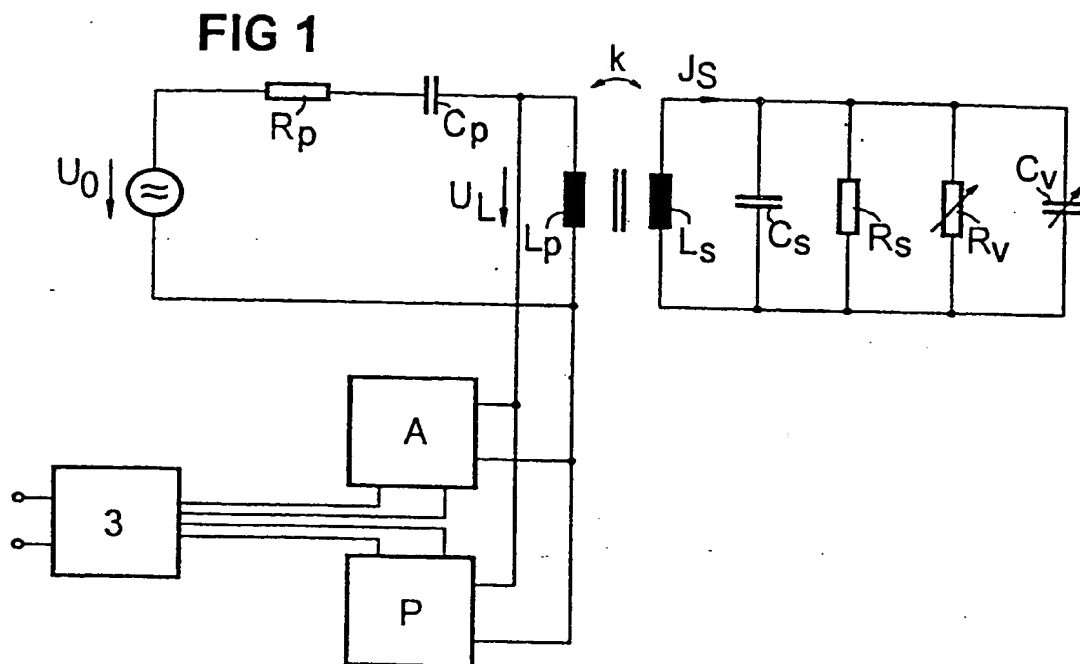 FIG 1
k
J_S
R_p
C_p
U_0
U_L
L_p
L_s
C_s
R_s
R_v
C_v
A
3
P